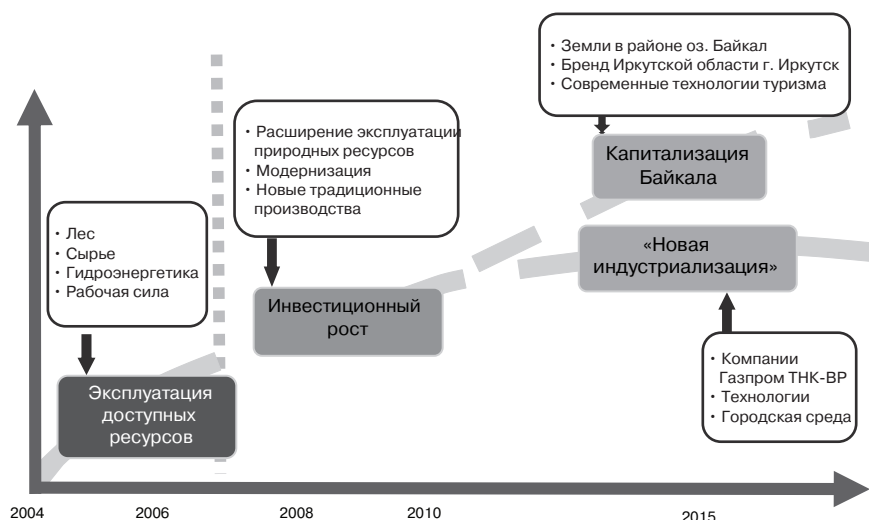 • Земли в районе оз. Байкал
• Бренд Иркутской области г. Иркутск
• Современные технологии туризма
• Расширение эксплуатации
природных ресурсов
• Модернизация
• Новые традиционные
производства
Капитализация
Байкала
• Лес
• Сырье
• Гидроэнергетика
• Рабочая сила
«Новая
индустриализация»
Инвестиционный
рост
• Компании
Газпром ТНК-ВР
• Технологии
• Городская среда
Эксплуатация
доступных
ресурсов
2004 2006 2008 2010 2015